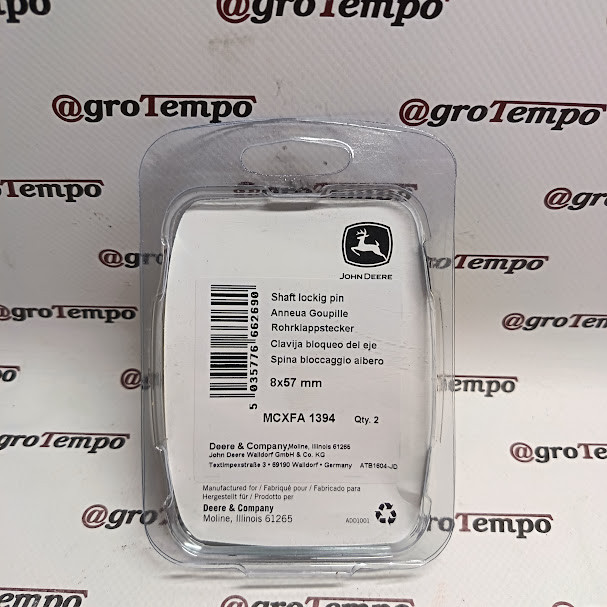 @groTempo
@groTempo
@groTempo
@groTempo
JOHN DEERE
Shaft lockig pin
Anneua Goupille
Rohrklappstecker
Clavija bloqueo del eje
Spina bloccaggio albero
8x57 mm
5 035776 662690
MCXFA 1394 Qty. 2
Deere & Company, Moline, Illinois 61265
John Deere Walldorf GmbH & Co. KG
Textimpexstraße 3 • 69190 Walldorf • Germany ATB1604-JD
Manufactured for / Fabriqué pour / Fabricado para
Hergestellt für / Prodotto per
Deere & Company
Moline, Illinois 61265
A001001
@groTempo
@groTempo